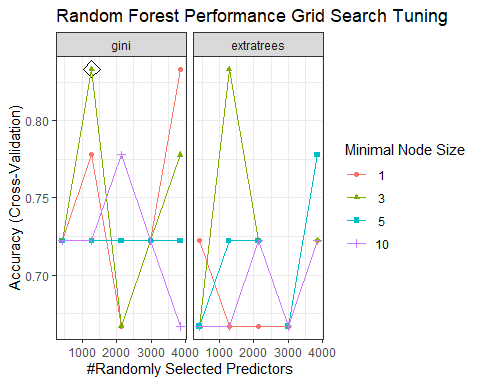 Random Forest Performance Grid Search Tuning
gini
extratrees
Accuracy (Cross-Validation)
0.80
0.75
0.70
1000 2000 3000 4000
1000 2000 3000 4000
#Randomly Selected Predictors
Minimal Node Size
1
3
5
10